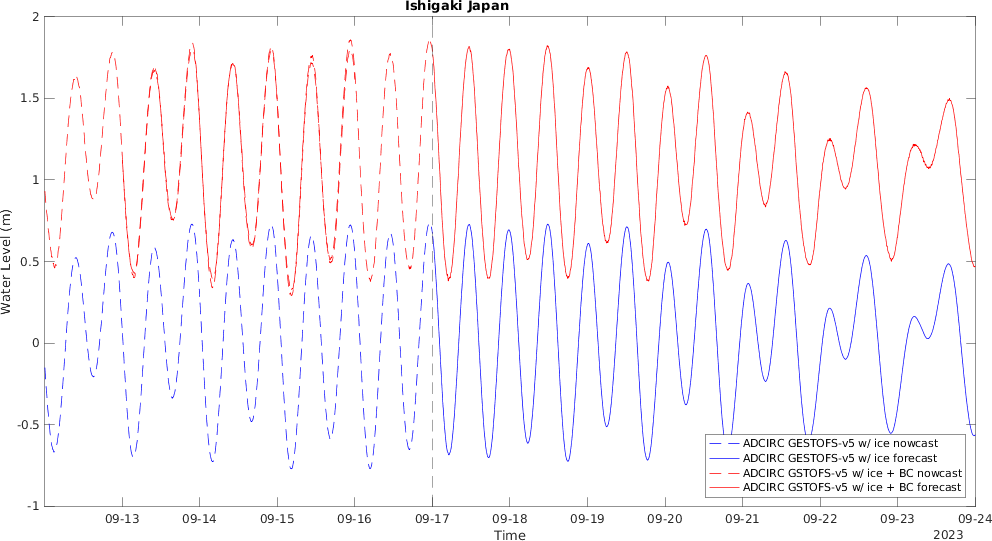 Ishigaki Japan
Water Level (m)
2
1.5
1
0.5
0
-0.5
-1
ADCIRC GESTOFS-v5 w/ ice nowcast
ADCIRC GESTOFS-v5 w/ ice forecast
ADCIRC GSTOFS-v5 w/ ice + BC nowcast
ADCIRC GSTOFS-v5 w/ ice + BC forecast
09-13 09-14 09-15 09-16 09-17 09-18 09-19 09-20 09-21 09-22 09-23 09-24
Time
2023